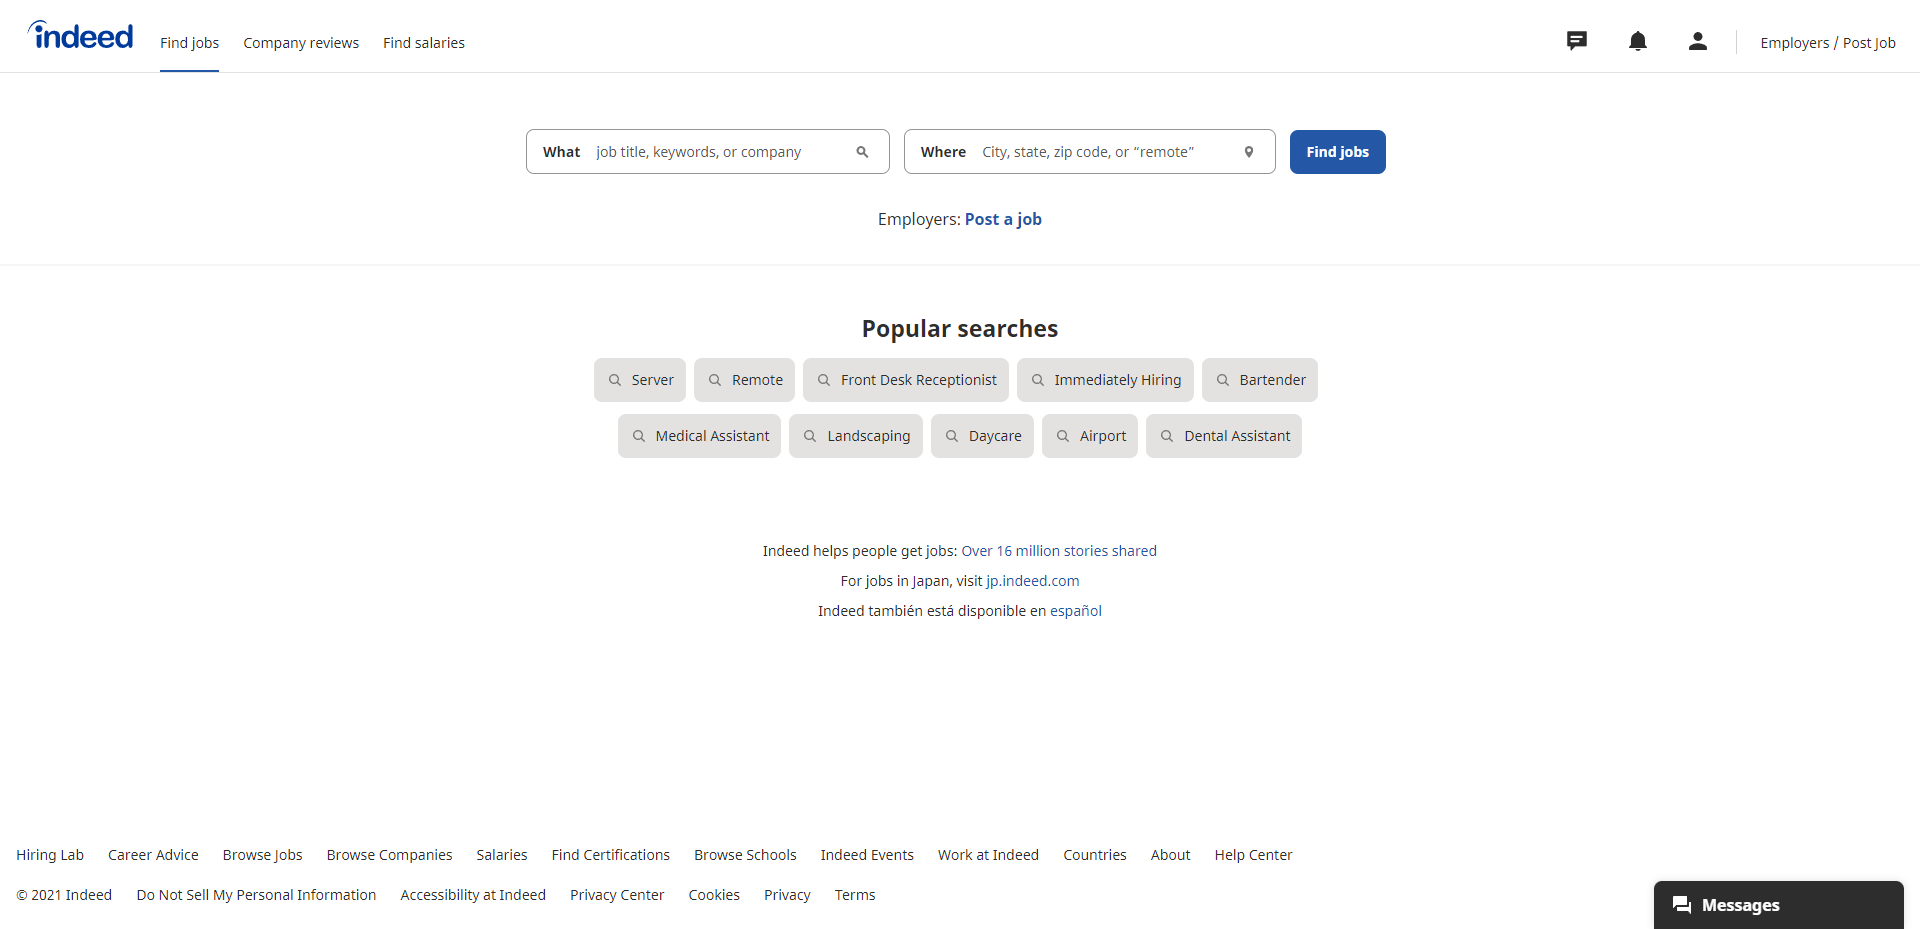 indeed Find jobs Company reviews Find salaries Employers / Post Job
What job title, keywords, or company Where City, state, zip code, or “remote” Find jobs
Employers: Post a job
Popular searches
Server Remote Front Desk Receptionist Immediately Hiring Bartender
Medical Assistant Landscaping Daycare Airport Dental Assistant
Indeed helps people get jobs: Over 16 million stories shared
For jobs in Japan, visit jp.indeed.com
Indeed también está disponible en español
Hiring Lab Career Advice Browse Jobs Browse Companies Salaries Find Certifications Browse Schools Indeed Events Work at Indeed Countries About Help Center
© 2021 Indeed Do Not Sell My Personal Information Accessibility at Indeed Privacy Center Cookies Privacy Terms
Messages